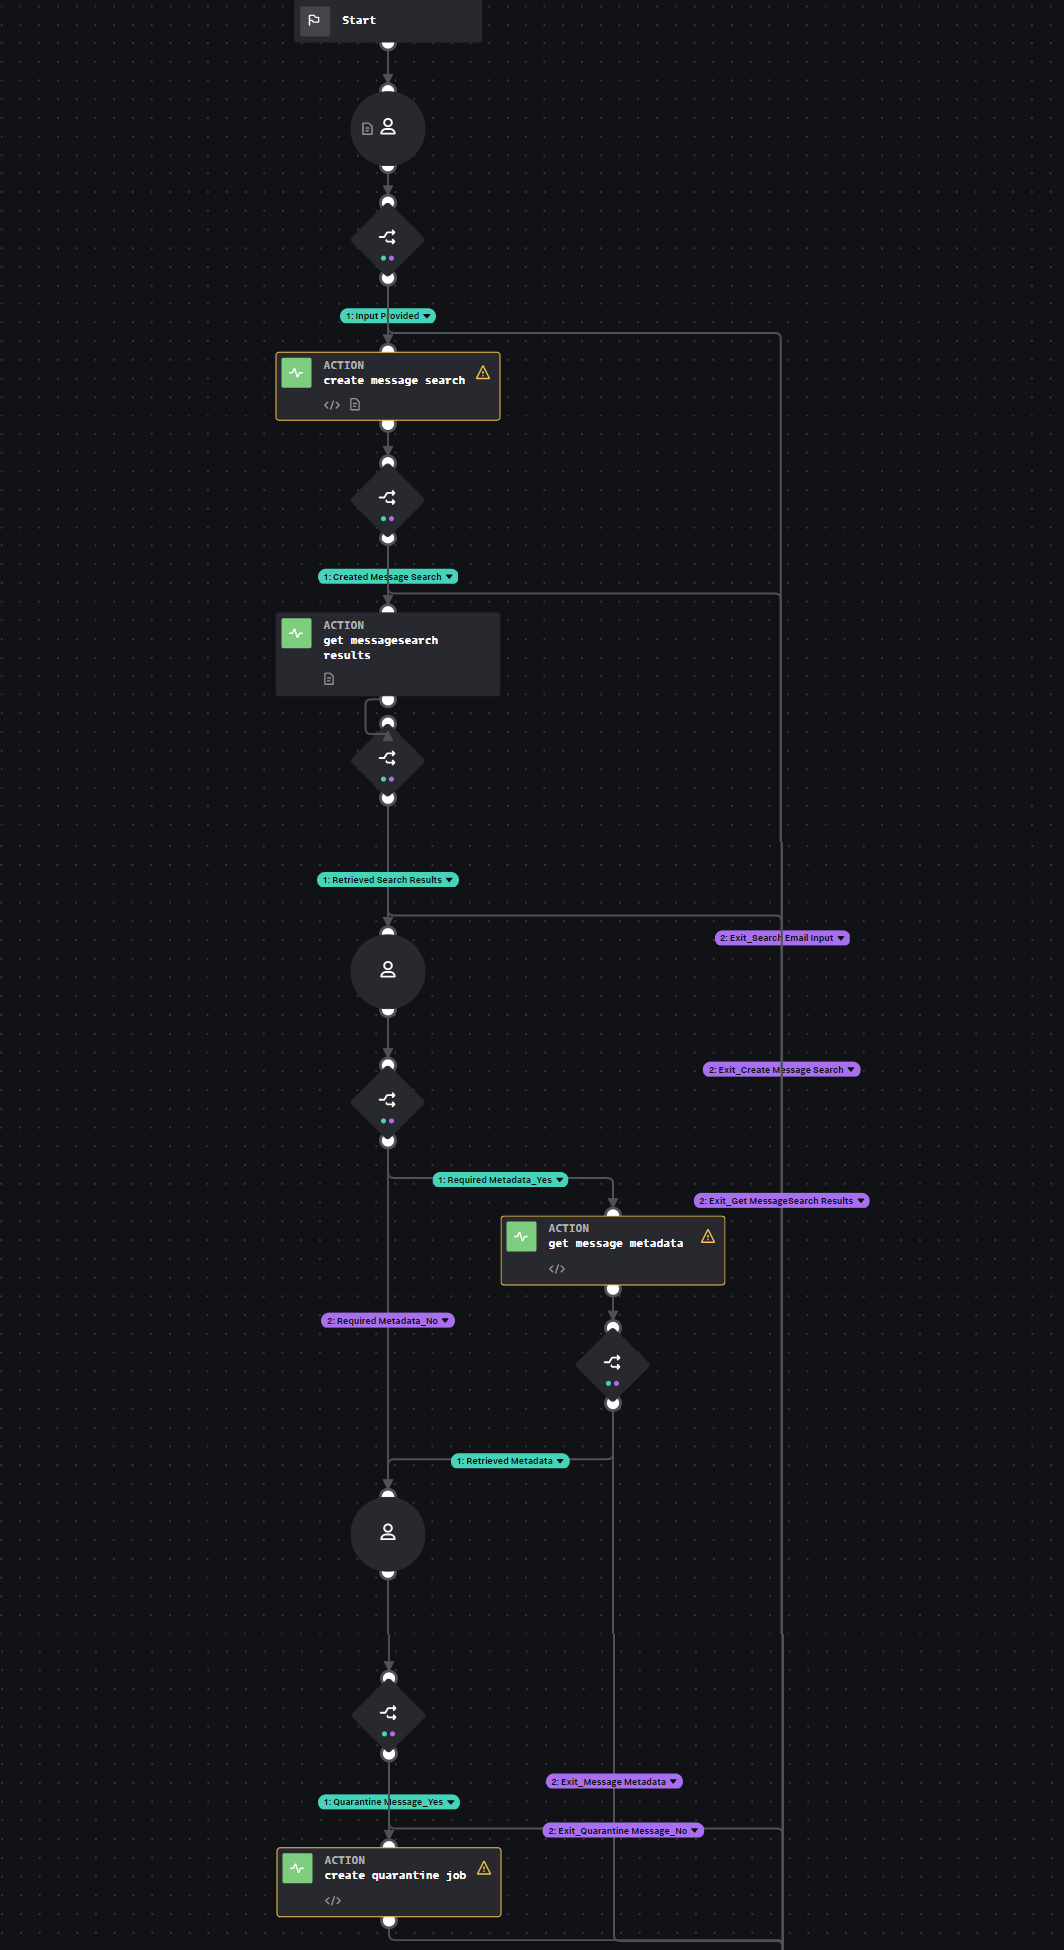 Start
1: Input Provided
ACTION
create message search
</>
1: Created Message Search
ACTION
get messagesearch
results
1: Retrieved Search Results
2: Exit_Search Email Input
2: Exit_Create Message Search
1: Required Metadata_Yes
2: Exit_Get MessageSearch Results
ACTION
get message metadata
</>
2: Required Metadata_No
1: Retrieved Metadata
2: Exit_Message Metadata
1: Quarantine Message_Yes
2: Exit_Quarantine Message_No
ACTION
create quarantine job
</>